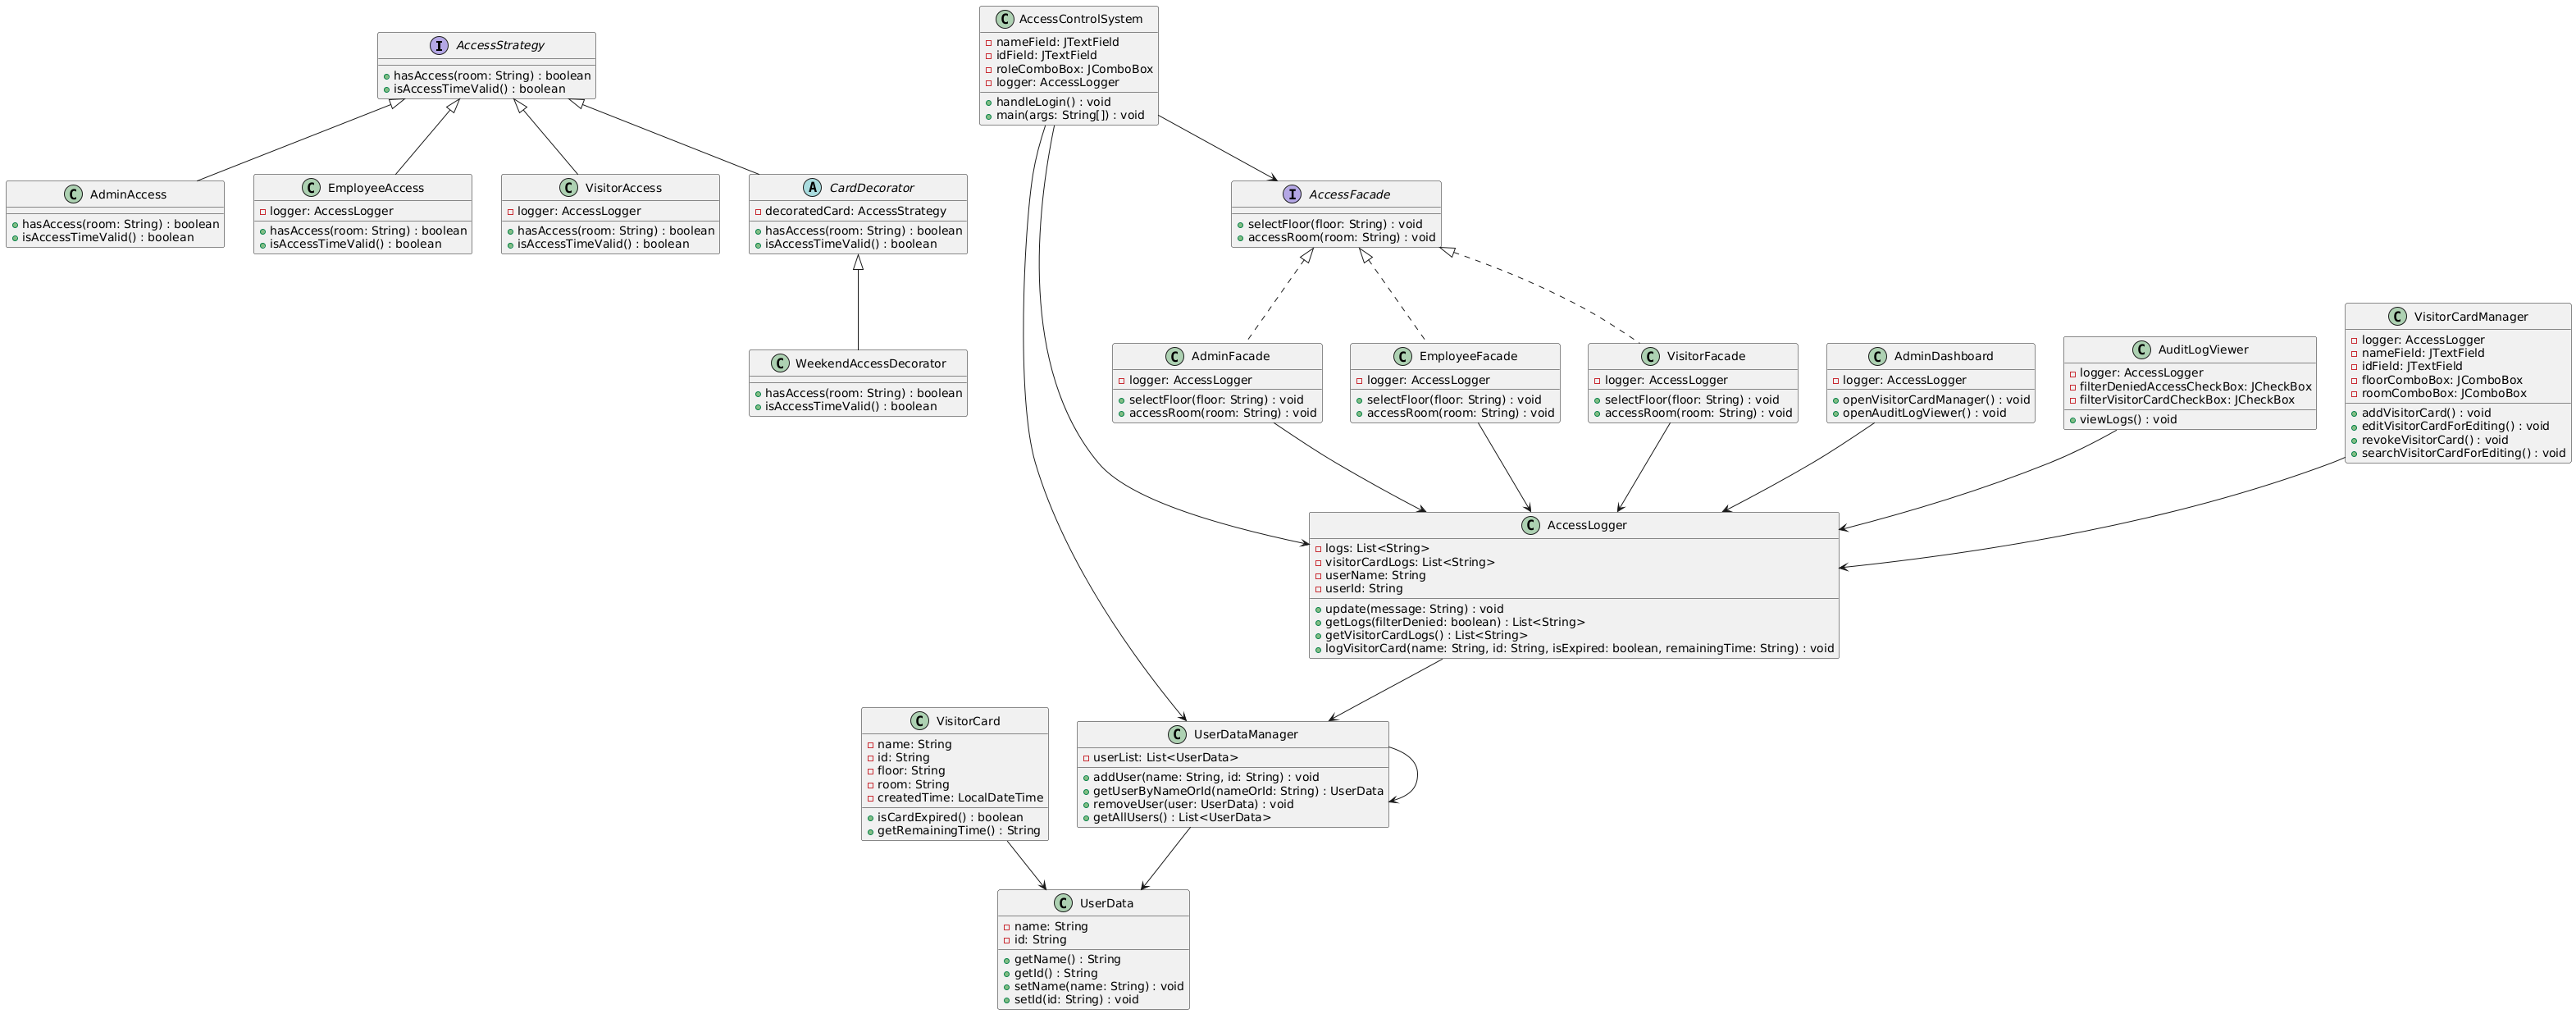 AccessControlSystem
nameField: JTextField
idField: JTextField
roleComboBox: JComboBox
logger: AccessLogger
handleLogin() : void
main(args: String[]) : void
I AccessStrategy
hasAccess(room: String) : boolean
isAccessTimeValid() : boolean
C AdminAccess
hasAccess(room: String) : boolean
isAccessTimeValid() : boolean
C EmployeeAccess
logger: AccessLogger
hasAccess(room: String) : boolean
isAccessTimeValid() : boolean
C VisitorAccess
logger: AccessLogger
hasAccess(room: String) : boolean
isAccessTimeValid() : boolean
A CardDecorator
decoratedCard: AccessStrategy
hasAccess(room: String) : boolean
isAccessTimeValid() : boolean
I AccessFacade
selectFloor(floor: String) : void
accessRoom(room: String) : void
C WeekendAccessDecorator
hasAccess(room: String) : boolean
isAccessTimeValid() : boolean
C AdminFacade
logger: AccessLogger
selectFloor(floor: String) : void
accessRoom(room: String) : void
C EmployeeFacade
logger: AccessLogger
selectFloor(floor: String) : void
accessRoom(room: String) : void
C VisitorFacade
logger: AccessLogger
selectFloor(floor: String) : void
accessRoom(room: String) : void
C AdminDashboard
logger: AccessLogger
openVisitorCardManager() : void
openAuditLogViewer() : void
C AuditLogViewer
logger: AccessLogger
filterDeniedAccessCheckBox: JCheckBox
filterVisitorCardCheckBox: JCheckBox
viewLogs() : void
C VisitorCardManager
logger: AccessLogger
nameField: JTextField
idField: JTextField
floorComboBox: JComboBox
roomComboBox: JComboBox
addVisitorCard() : void
editVisitorCardForEditing() : void
revokeVisitorCard() : void
searchVisitorCardForEditing() : void
C AccessLogger
logs: List<String>
visitorCardLogs: List<String>
userName: String
userId: String
update(message: String) : void
getLogs(filterDenied: boolean) : List<String>
getVisitorCardLogs() : List<String>
logVisitorCard(name: String, id: String, isExpired: boolean, remainingTime: String) : void
C VisitorCard
name: String
id: String
floor: String
room: String
createdTime: LocalDateTime
isCardExpired() : boolean
getRemainingTime() : String
C UserDataManager
userList: List<UserData>
addUser(name: String, id: String) : void
getUserByNameOrId(nameOrId: String) : UserData
removeUser(user: UserData) : void
getAllUsers() : List<UserData>
C UserData
name: String
id: String
getName() : String
getId() : String
setName(name: String) : void
setId(id: String) : void